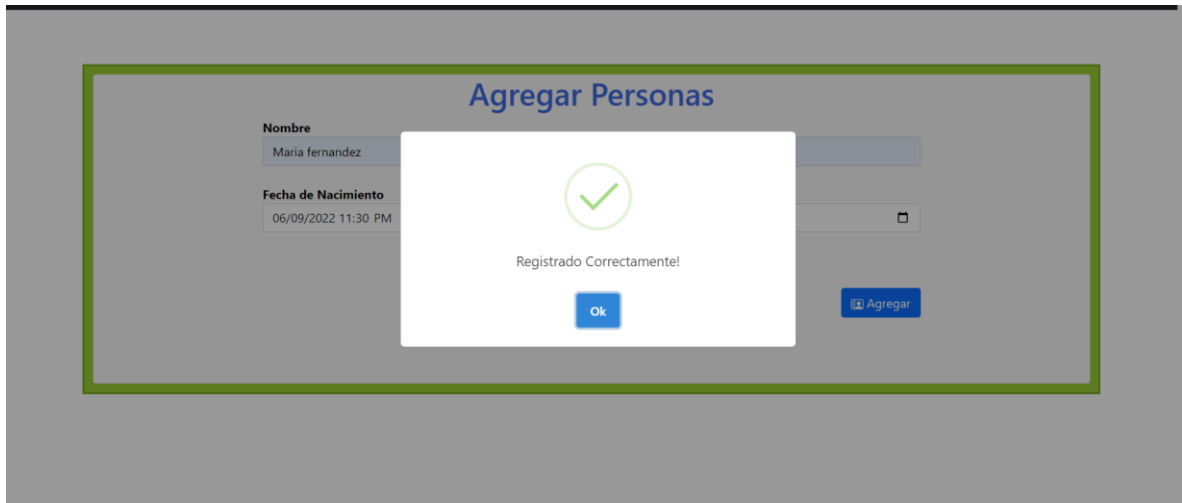 Agregar Personas
Nombre
Maria fernandez
Fecha de Nacimiento
06/09/2022 11:30 PM
Registrado Correctamente!
Ok
Agregar